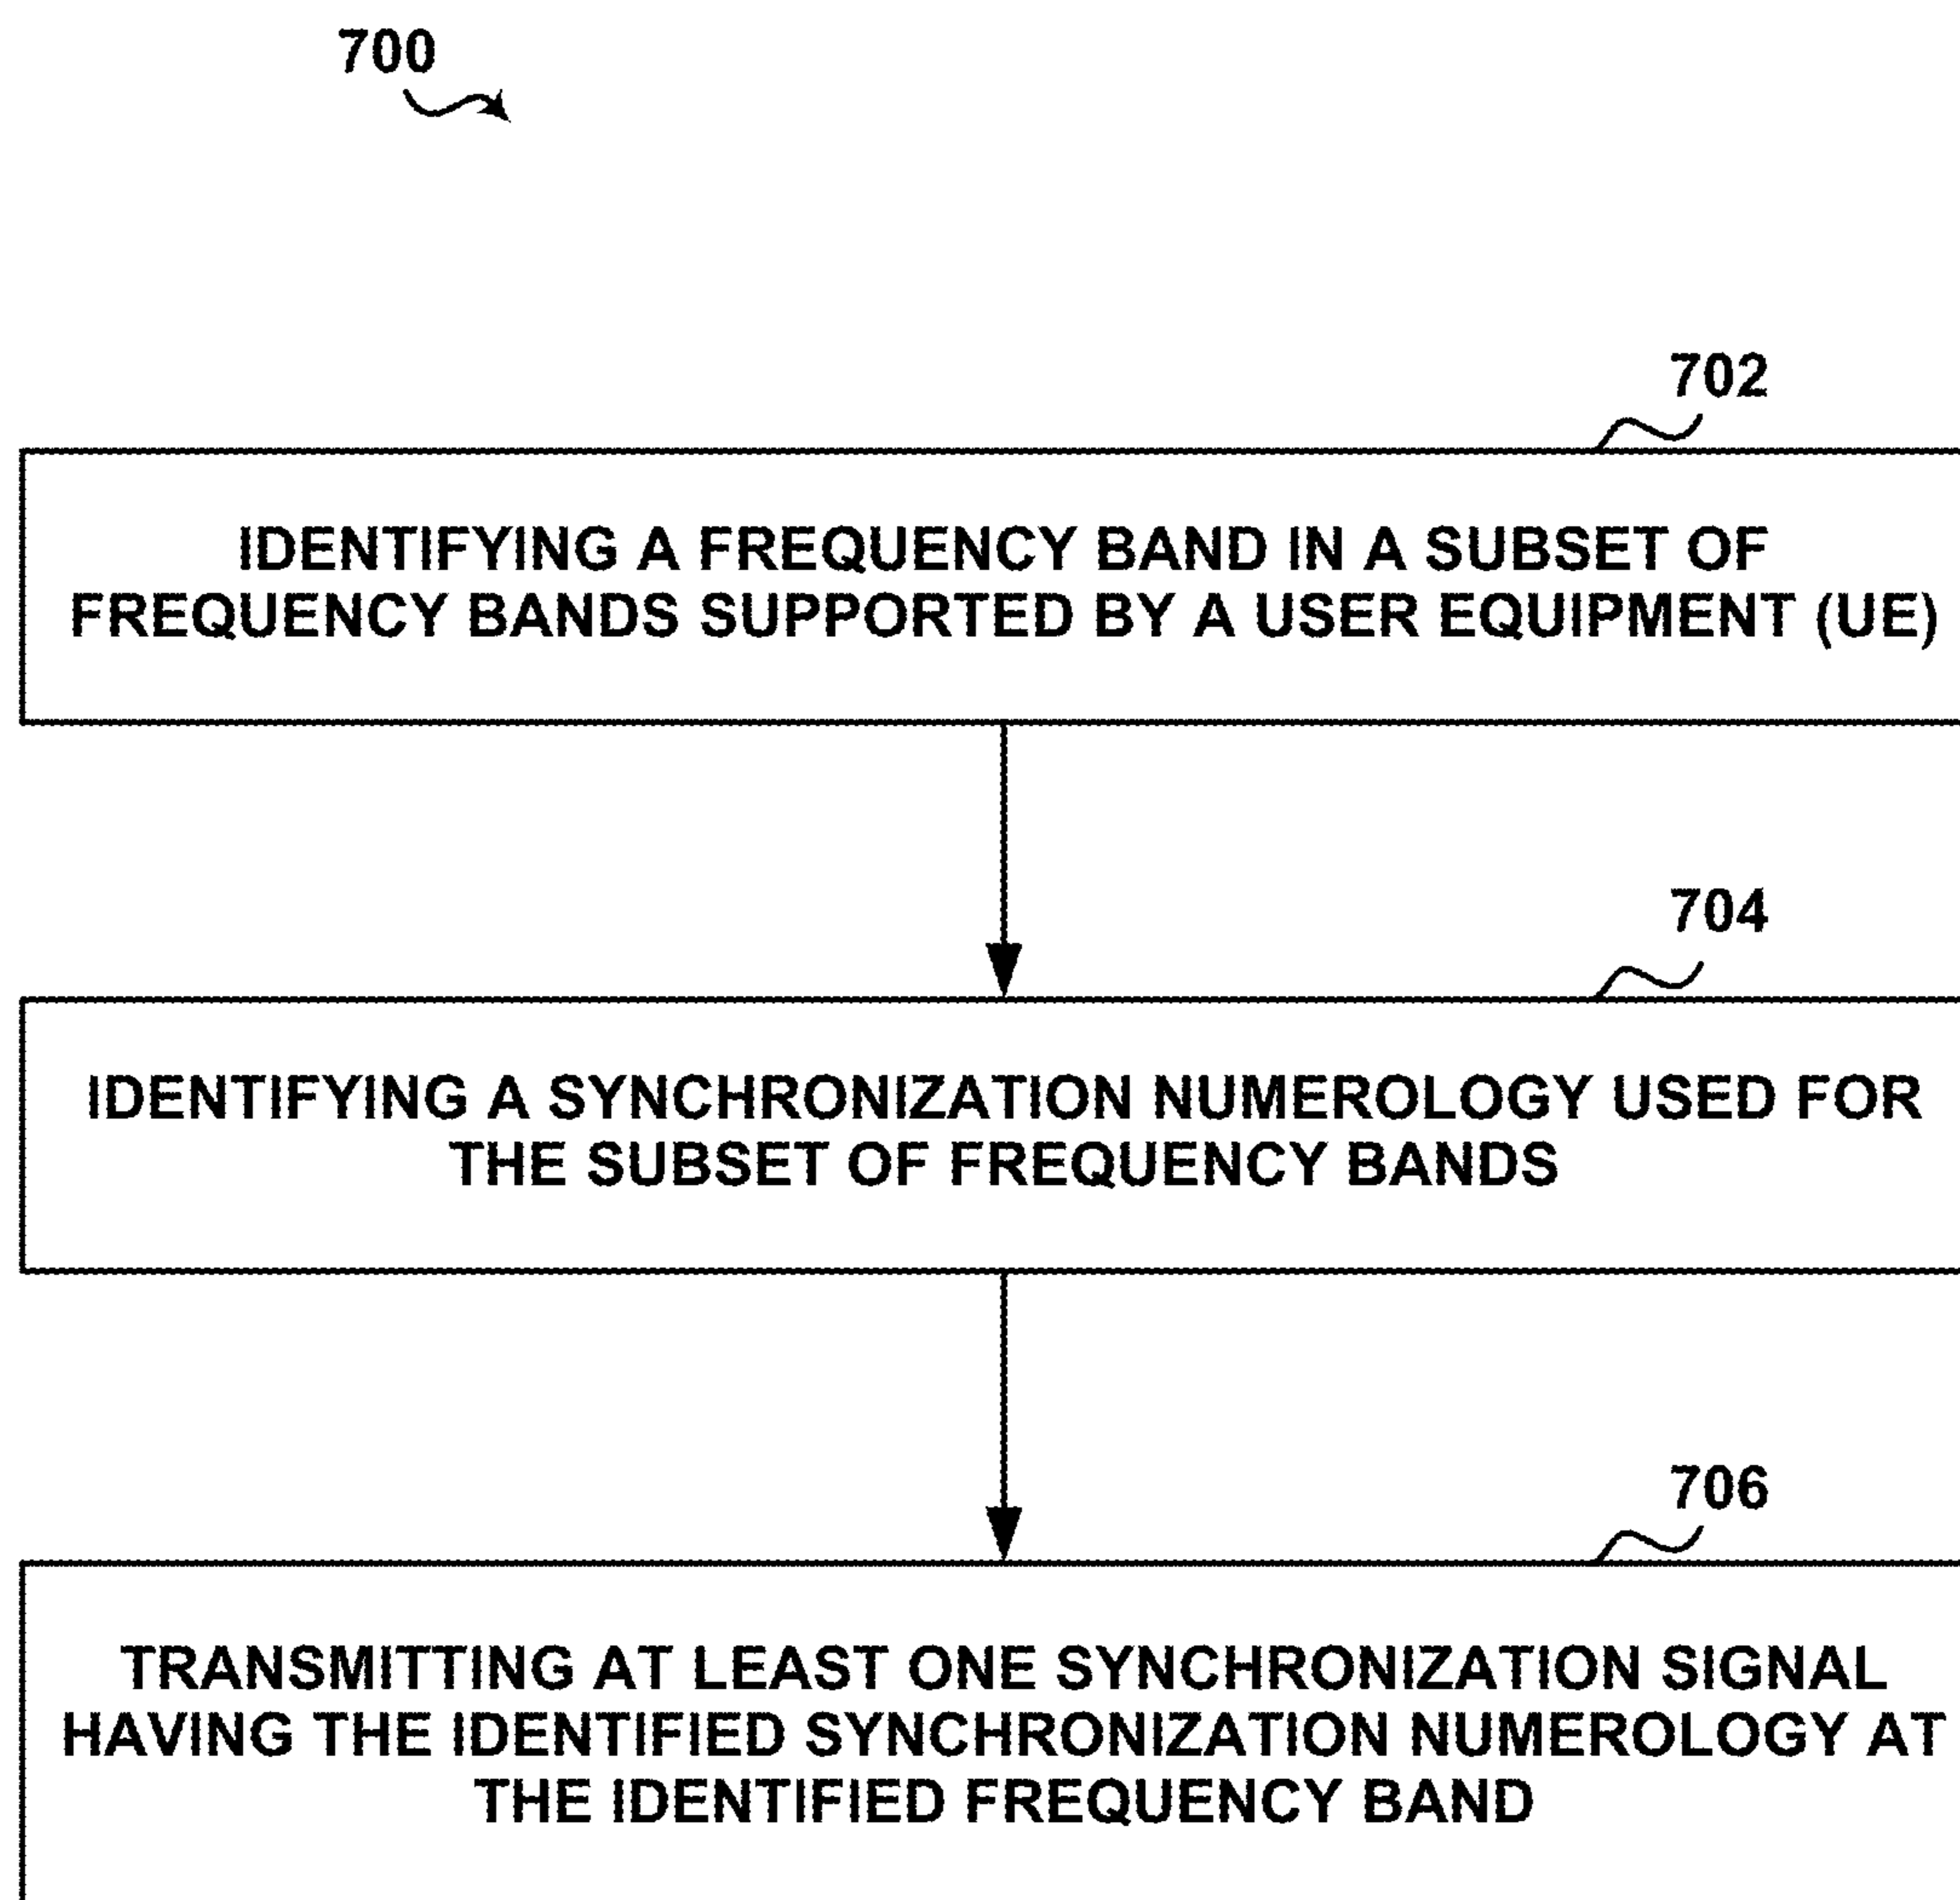 700
702
IDENTIFYING A FREQUENCY BAND IN A SUBSET OF
FREQUENCY BANDS SUPPORTED BY A USER EQUIPMENT (UE)
704
IDENTIFYING A SYNCHRONIZATION NUMEROLOGY USED FOR
THE SUBSET OF FREQUENCY BANDS
706
TRANSMITTING AT LEAST ONE SYNCHRONIZATION SIGNAL
HAVING THE IDENTIFIED SYNCHRONIZATION NUMEROLOGY AT
THE IDENTIFIED FREQUENCY BAND